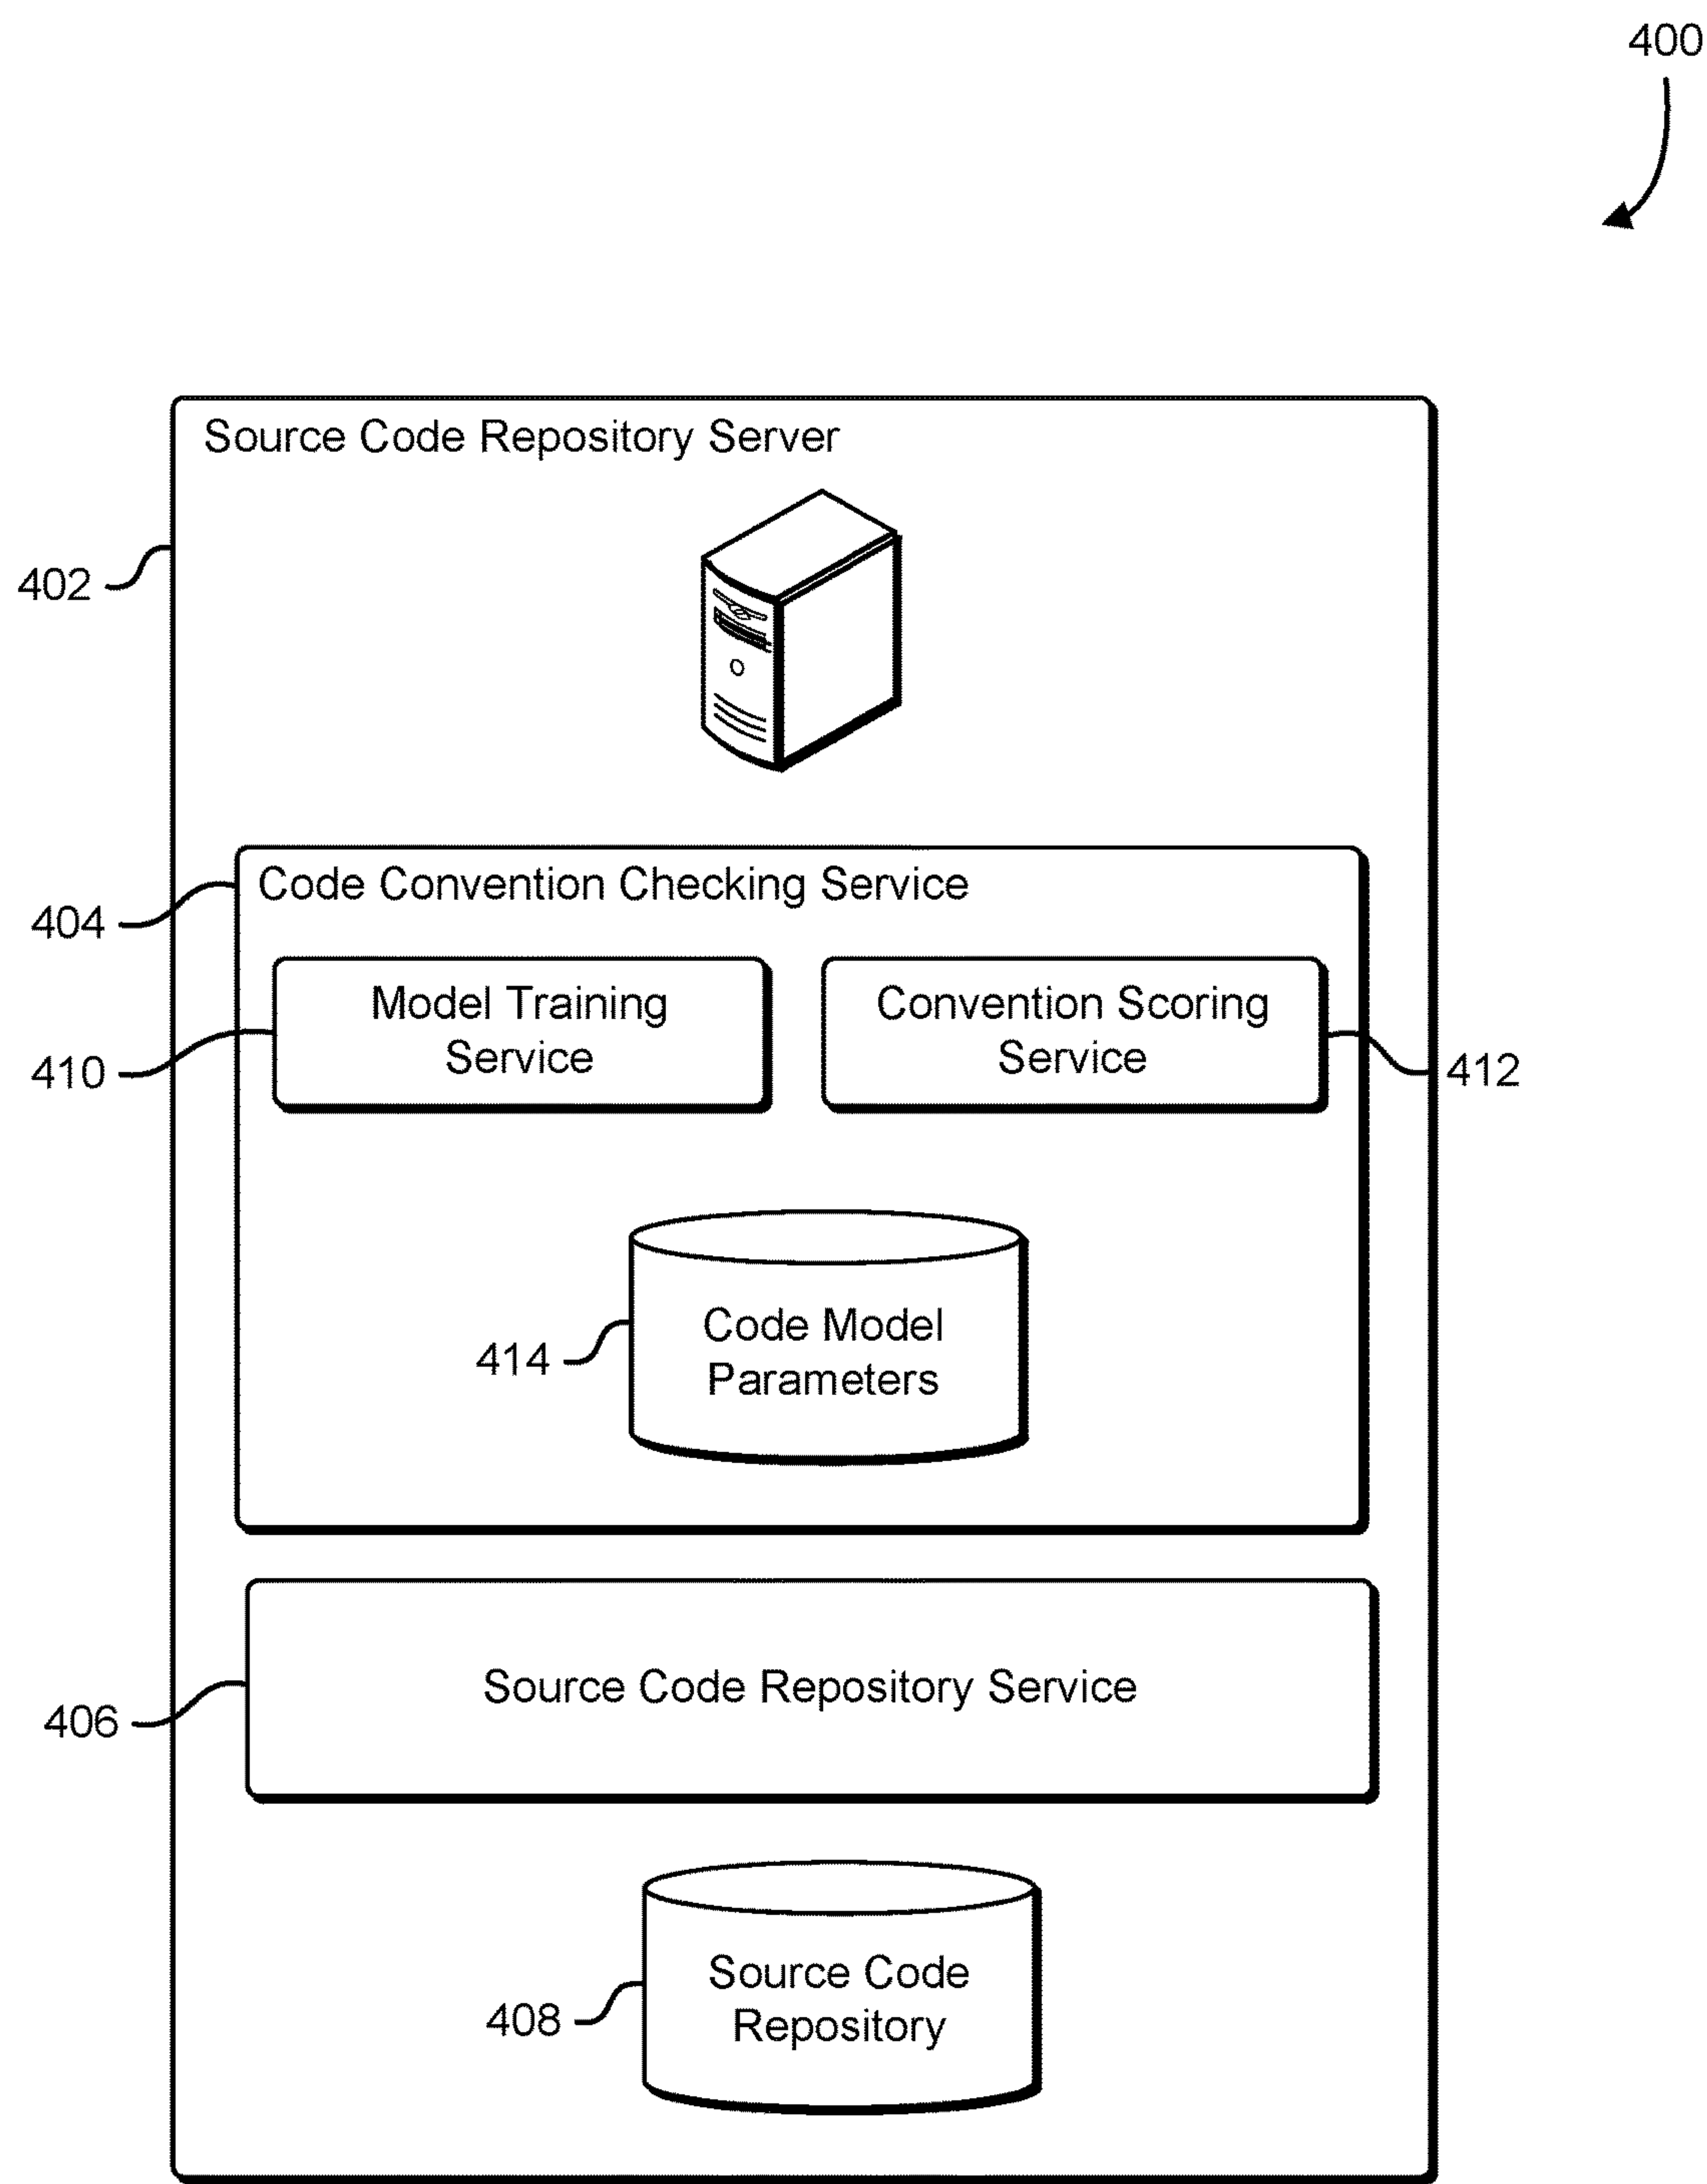 400
Source Code Repository Server
402
Code Convention Checking Service
404
Model Training
Service
410
Convention Scoring
Service
412
Code Model
Parameters
414
Source Code Repository Service
406
Source Code
Repository
408